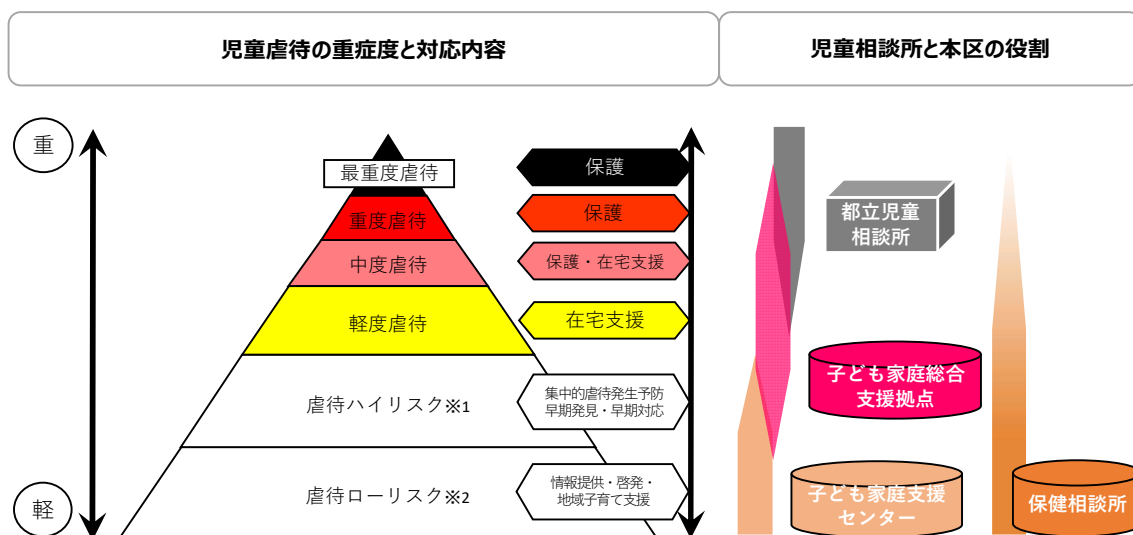 児童虐待の重症度と対応内容
児童相談所と本区の役割
重
最重度虐待
保護
重度虐待
保護
中度虐待
保護・在宅支援
軽度虐待
在宅支援
虐待ハイリスク※1
集中的虐待発生予防
早期発見・早期対応
虐待ローリスク※2
情報提供・啓発・
地域子育て支援
軽
都立児童
相談所
子ども家庭総合
支援拠点
子ども家庭支援
センター
保健相談所